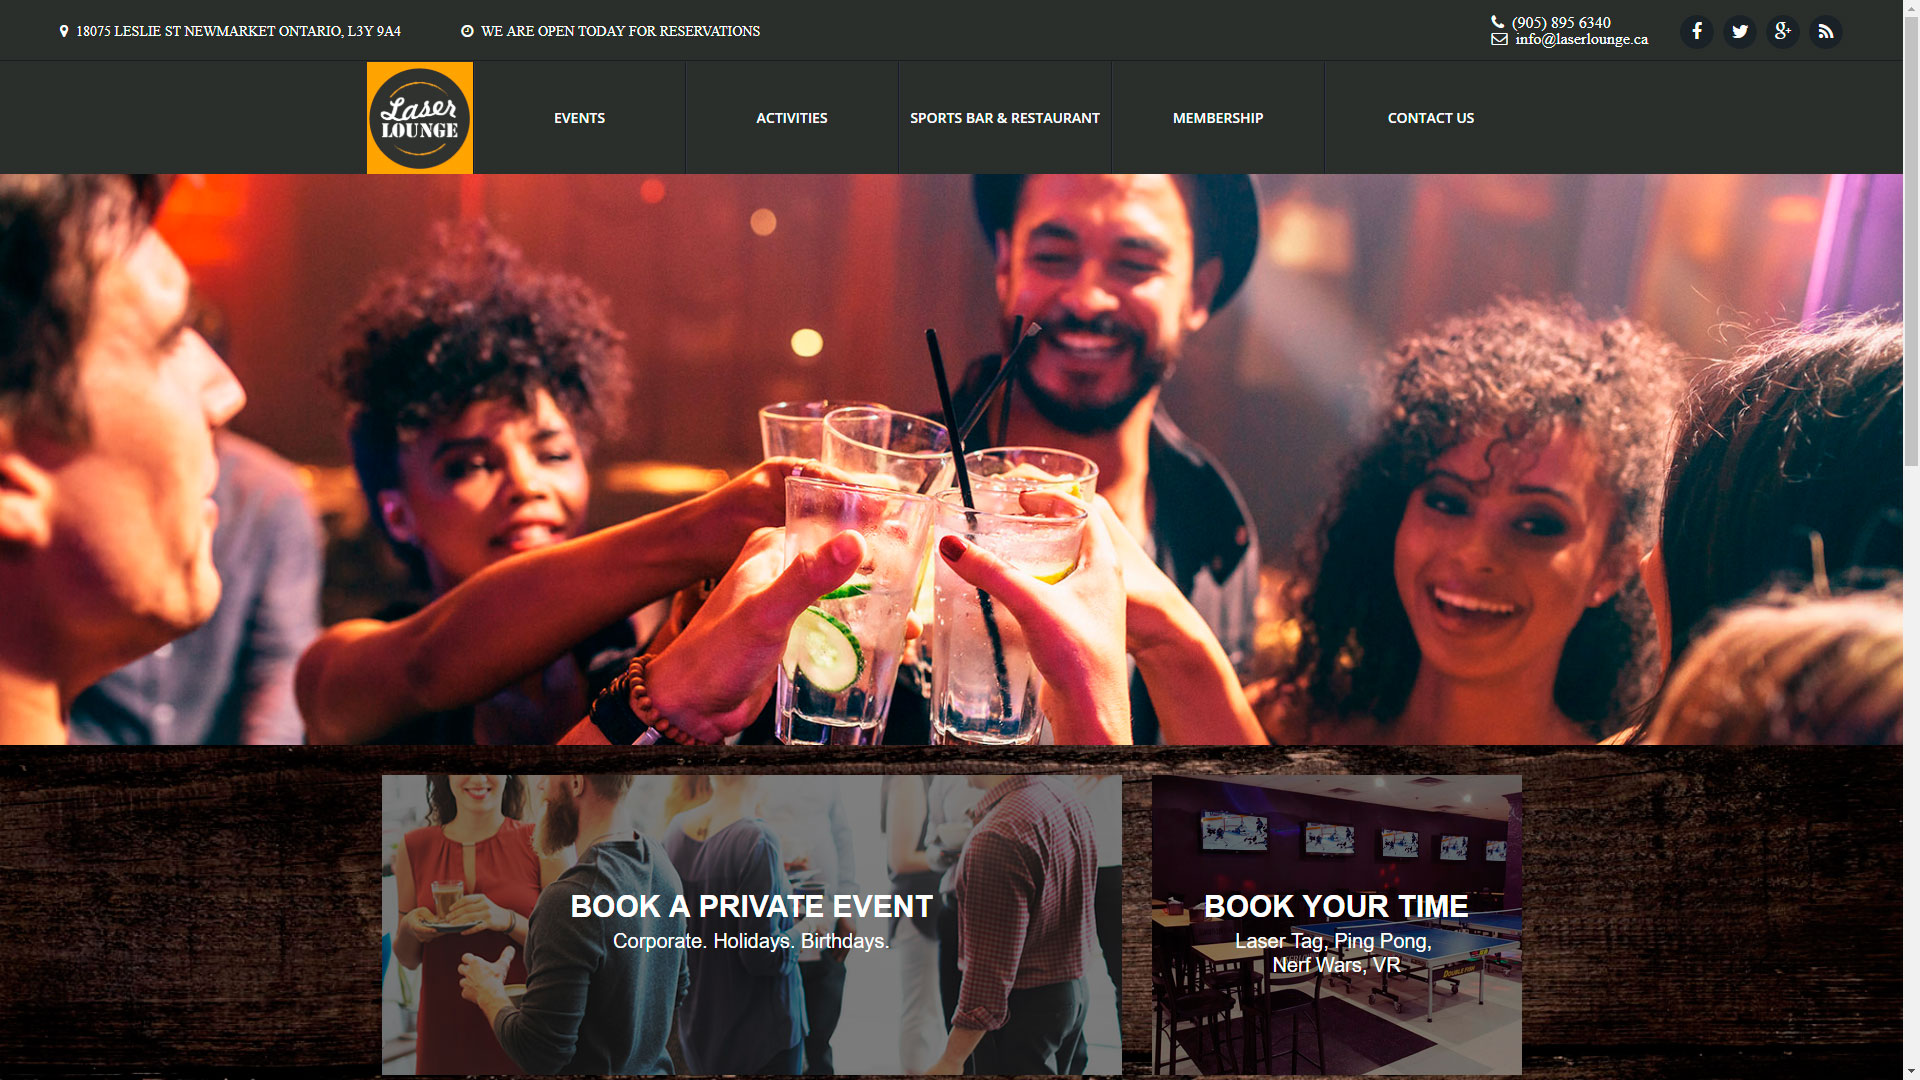 18075 LESLIE ST NEWMARKET ONTARIO, L3Y 9A4
WE ARE OPEN TODAY FOR RESERVATIONS
(905) 895 6340
info@laserlounge.ca
Laser
LOUNGE
EVENTS
ACTIVITIES
SPORTS BAR & RESTAURANT
MEMBERSHIP
CONTACT US
BOOK A PRIVATE EVENT
Corporate. Holidays. Birthdays.
BOOK YOUR TIME
Laser Tag, Ping Pong,
Nerf Wars, VR
DOUBLE FISH